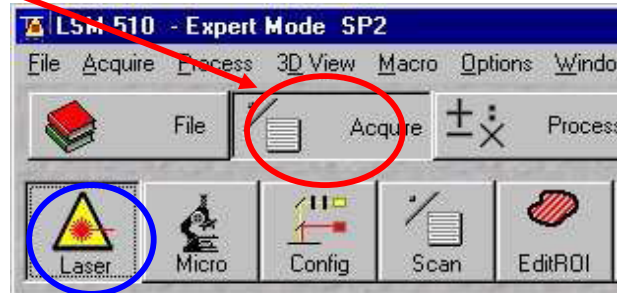 LSM 510 - Expert Mode SP2
File Acquire Process 3D View Macro Options Windo
File Acquire Process
Laser Micro Config Scan EditROI